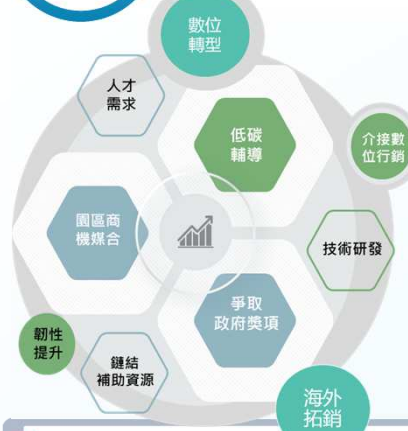 數位
轉型
人才
需求
低碳
輔導
介接數
位行銷
園區商
機媒合
技術研發
爭取
政府獎項
韌性
提升
鏈結
補助資源
海外
拓銷